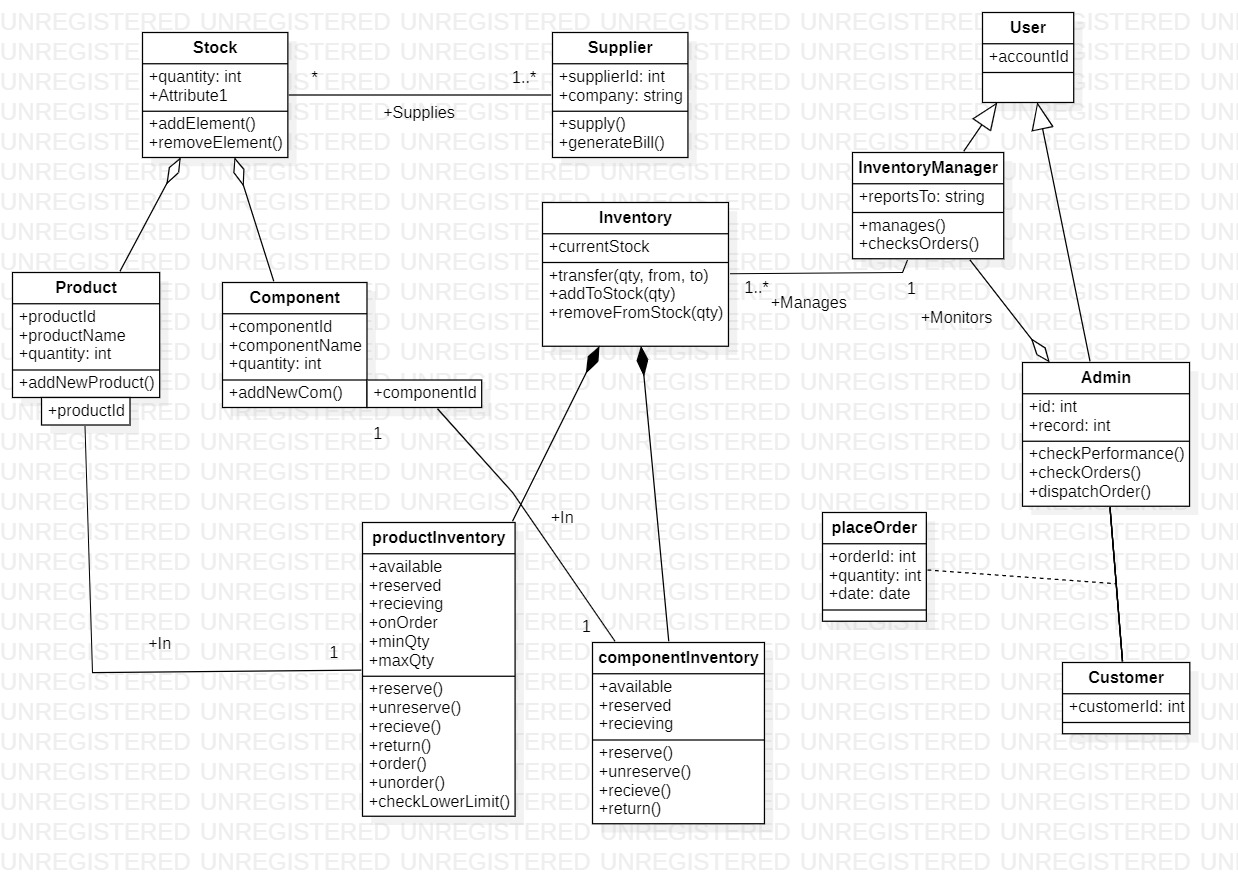 Stock
+quantity: int
+Attribute1
+addElement()
+removeElement()
*
1..*
+Supplies
Supplier
+supplierId: int
+company: string
+supply()
+generateBill()
User
+accountId
InventoryManager
+reportsTo: string
+manages()
+checksOrders()
Inventory
+currentStock
+transfer(qty, from, to)
+addToStock(qty)
+removeFromStock(qty)
1..*
+Manages
1
+Monitors
Product
+productId
+productName
+quantity: int
+addNewProduct()
+productId
Component
+componentId
+componentName
+quantity: int
+addNewCom()
+componentId
1
+In
Admin
+id: int
+record: int
+checkPerformance()
+checkOrders()
+dispatchOrder()
placeOrder
+orderId: int
+quantity: int
+date: date
productInventory
+available
+reserved
+recieving
+onOrder
+minQty
+maxQty
+reserve()
+unreserve()
+recieve()
+return()
+order()
+unorder()
+checkLowerLimit()
+In
1
1
componentInventory
+available
+reserved
+recieving
+reserve()
+unreserve()
+recieve()
+return()
Customer
+customerId: int
UNREGISTERED